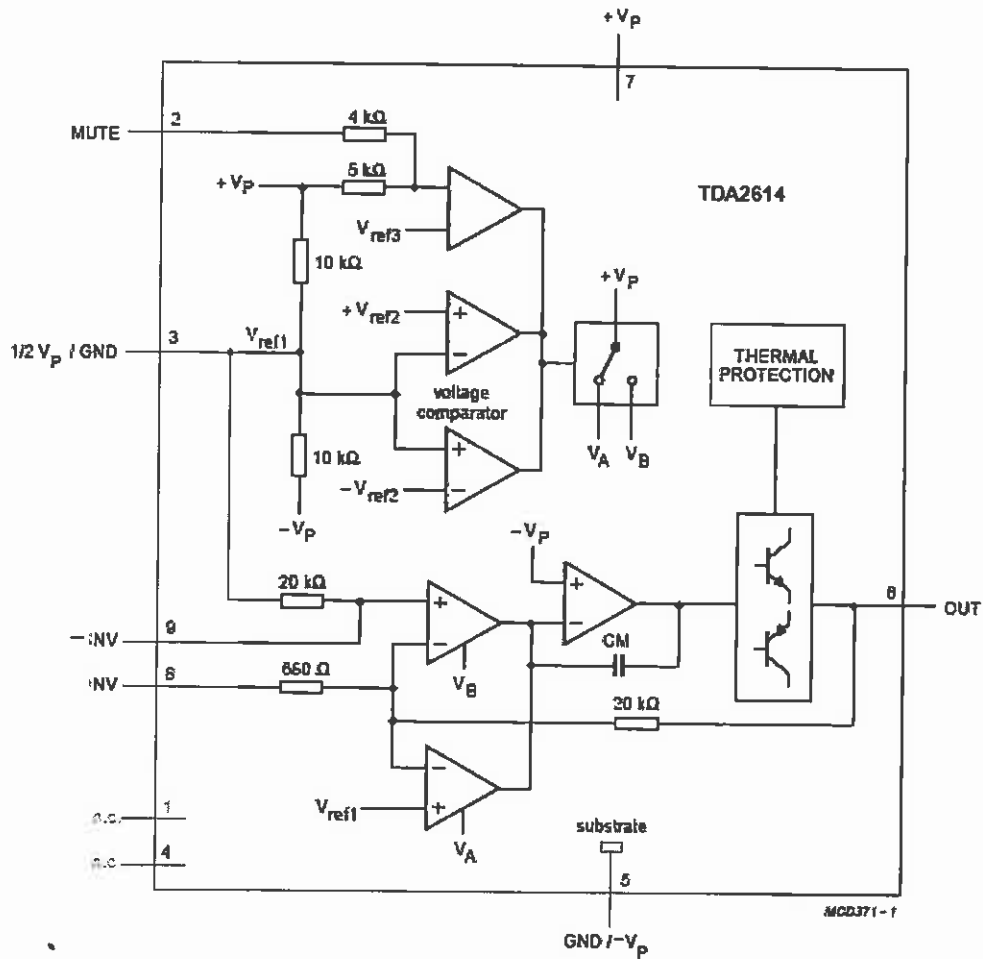 +VP
7
MUTE
2
4 kΩ
5 kΩ
+VP
TDA2614
Vref3
10 kΩ
+VP
+Vref2
+
3
Vref1
1/2 VP / GND
−
THERMAL
PROTECTION
voltage
comparator
10 kΩ
+
VA
VB
−Vref2
−
−VP
−VP
20 kΩ
+
+
6
OUT
−INV
9
−
−
CM
INV
8
680 Ω
VB
20 kΩ
−
Vref1
+
1
substrate
n.c.
4
VA
n.c.
5
MCD371-1
GND / −VP